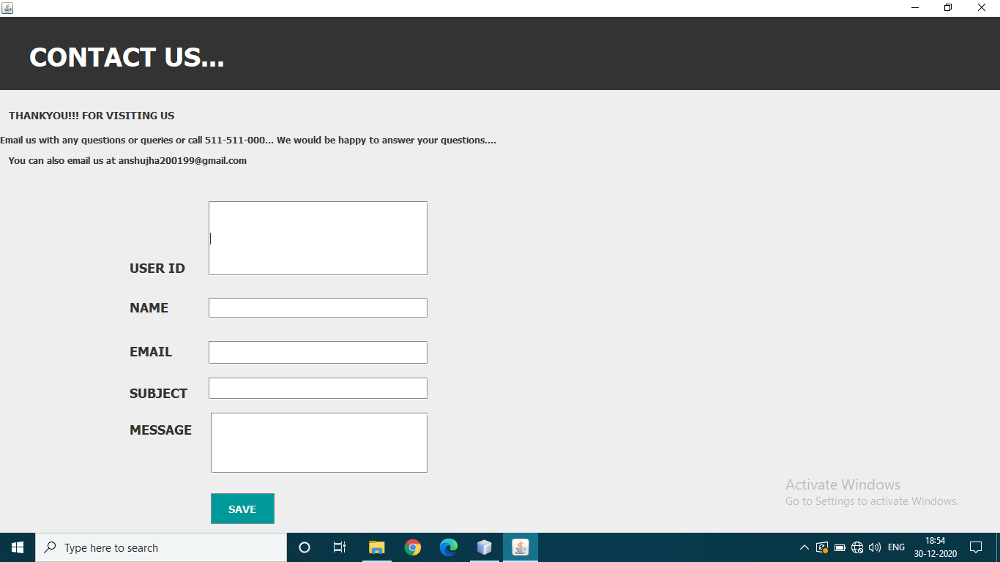 CONTACT US...
THANKYOU!!! FOR VISITING US
Email us with any questions or queries or call 511-511-000... We would be happy to answer your questions....
You can also email us at anshujha200199@gmail.com
USER ID
NAME
EMAIL
SUBJECT
MESSAGE
SAVE
Activate Windows
Go to Settings to activate Windows.
Type here to search
ENG
18:54
30-12-2020